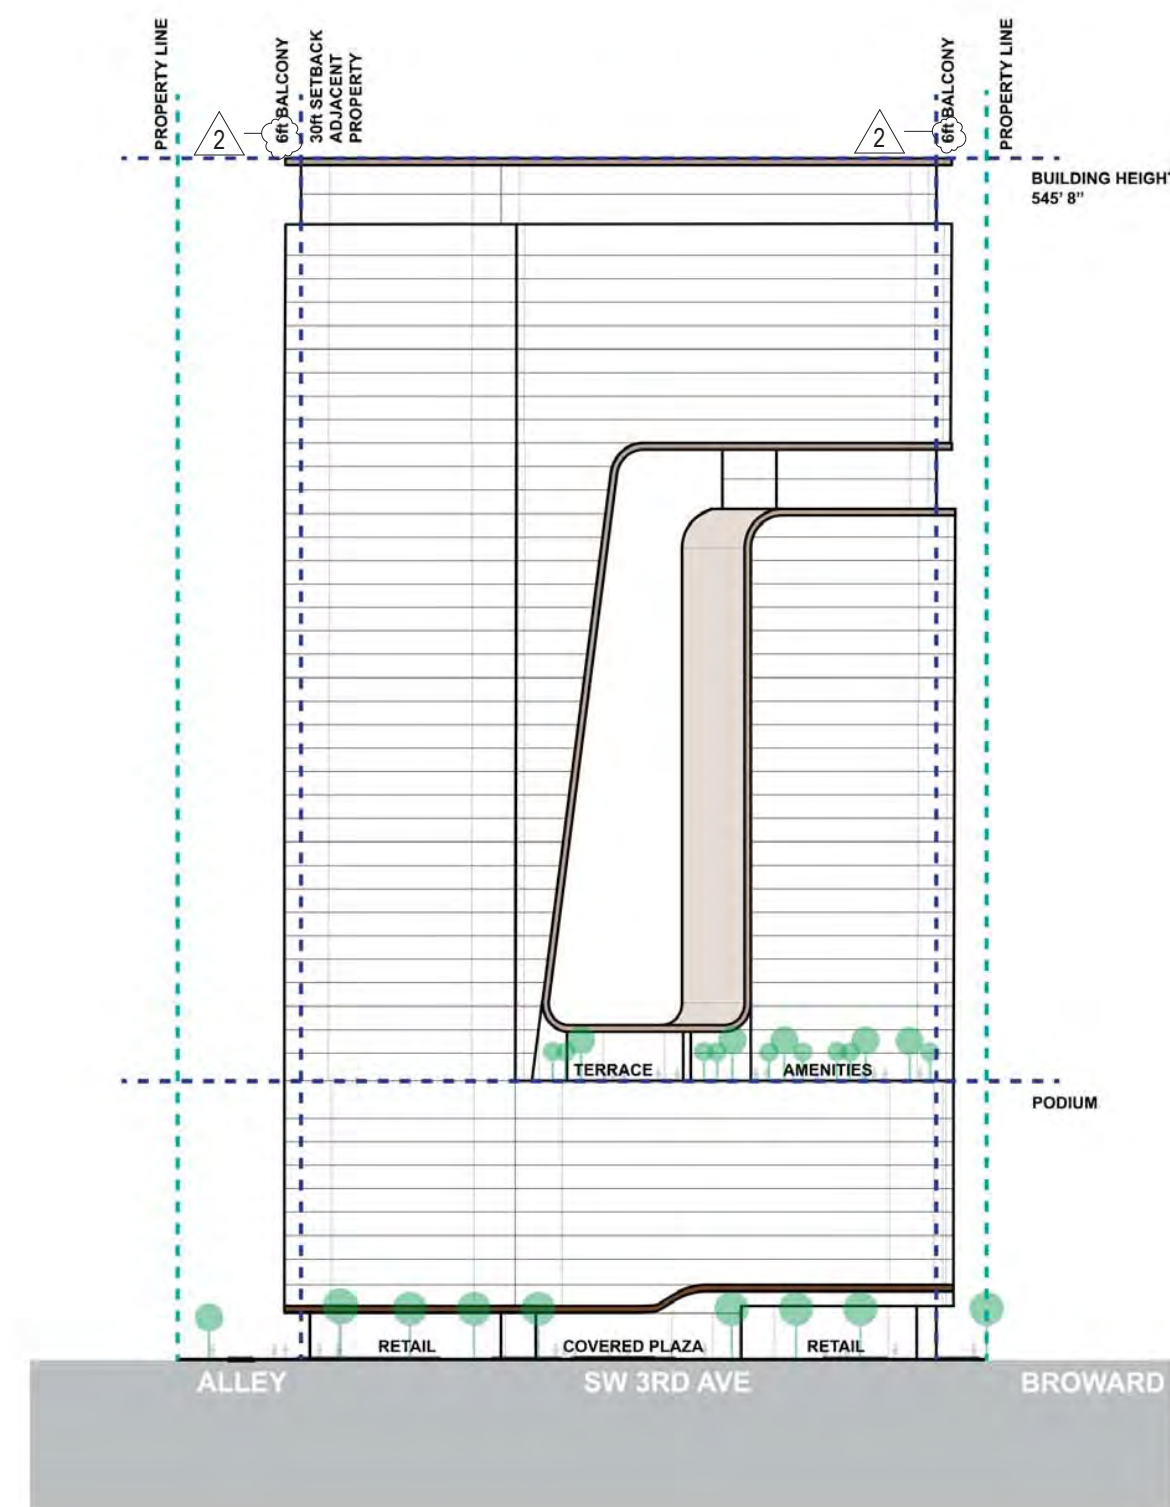 PROPERTY LINE
6ft BALCONY
30ft SETBACK
ADJACENT
PROPERTY
6ft BALCONY
PROPERTY LINE
2
2
BUILDING HEIGHT
545' 8"
TERRACE
AMENITIES
PODIUM
RETAIL
COVERED PLAZA
RETAIL
ALLEY
SW 3RD AVE
BROWARD